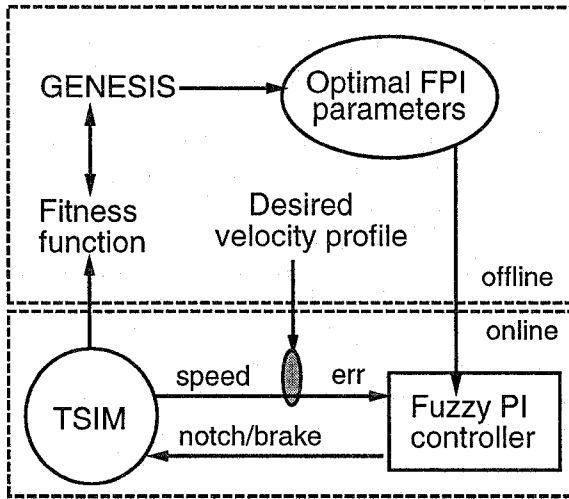 GENESIS
Optimal FPI
parameters
Fitness
function
Desired
velocity profile
offline
online
speed
err
TSIM
notch/brake
Fuzzy PI
controller